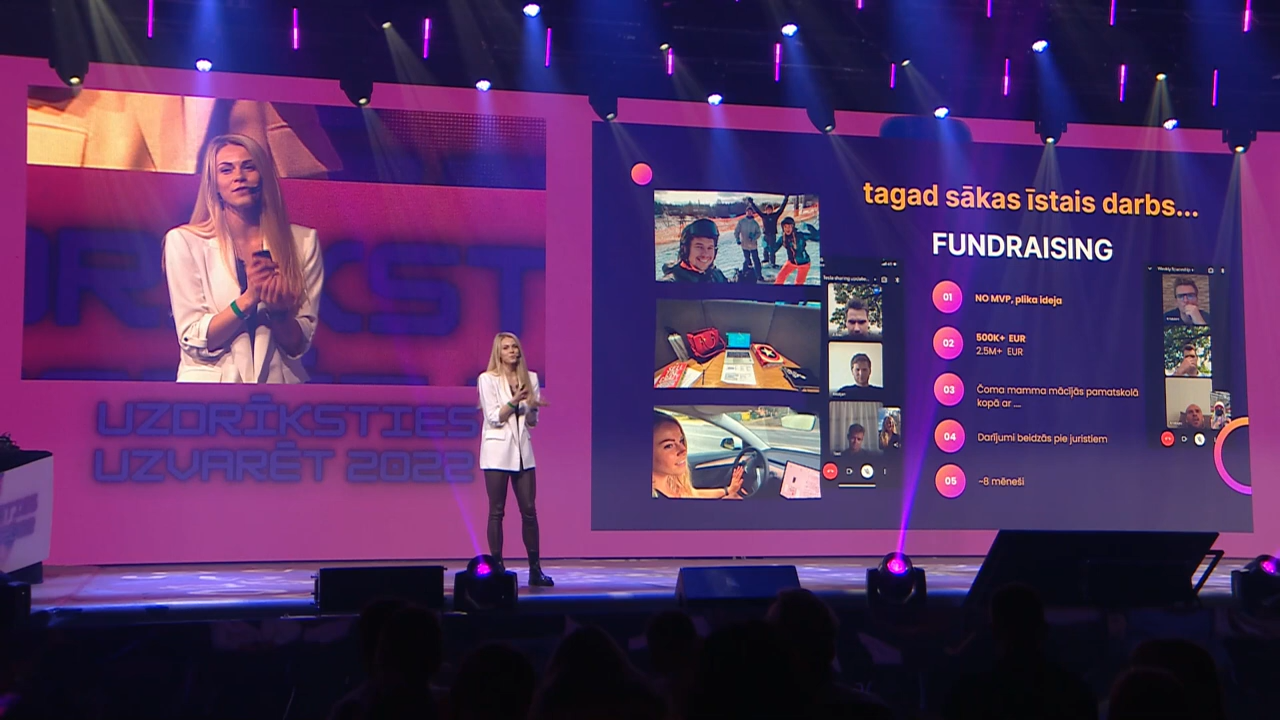 UZDRĪKSTIES
UZVARĒT 2022
tagad sākas īstais darbs...
FUNDRAISING
01
NO MVP, plika ideja
02
500K+ EUR
2.5M+ EUR
03
Čoma mamma mācījās pamatskolā
kopā ar ....
04
Darījumi beidzās pie juristiem
05
~8 mēneši